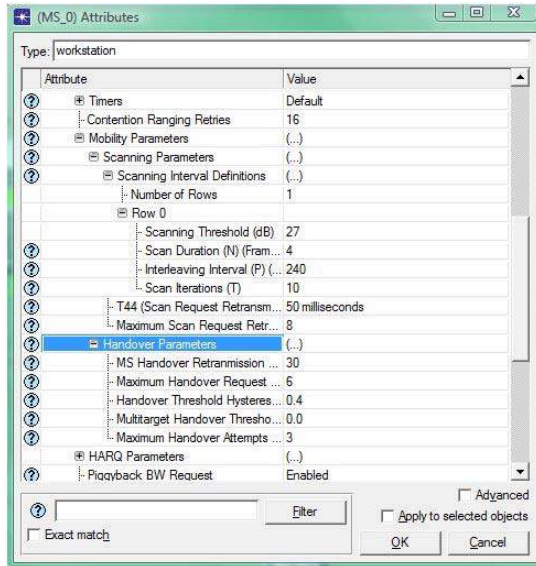 (MS_0) Attributes
Type: workstation
Attribute Value
Timers Default
Contention Ranging Retries 16
Mobility Parameters (...)
Scanning Parameters (...)
Scanning Interval Definitions (...)
Number of Rows 1
Row 0
Scanning Threshold (dB) 27
Scan Duration (N) (Fram... 4
Interleaving Interval (P) (... 240
Scan Iterations (T) 10
T44 (Scan Request Retransm... 50 milliseconds
Maximum Scan Request Retr... 8
Handover Parameters (...)
MS Handover Retranmission ... 30
Maximum Handover Request ... 6
Handover Threshold Hysteres... 0.4
Multitarget Handover Thresho... 0.0
Maximum Handover Attempts ... 3
HARQ Parameters (...)
Piggyback BW Request Enabled
Advanced
Filter
Apply to selected objects
Exact match
OK Cancel